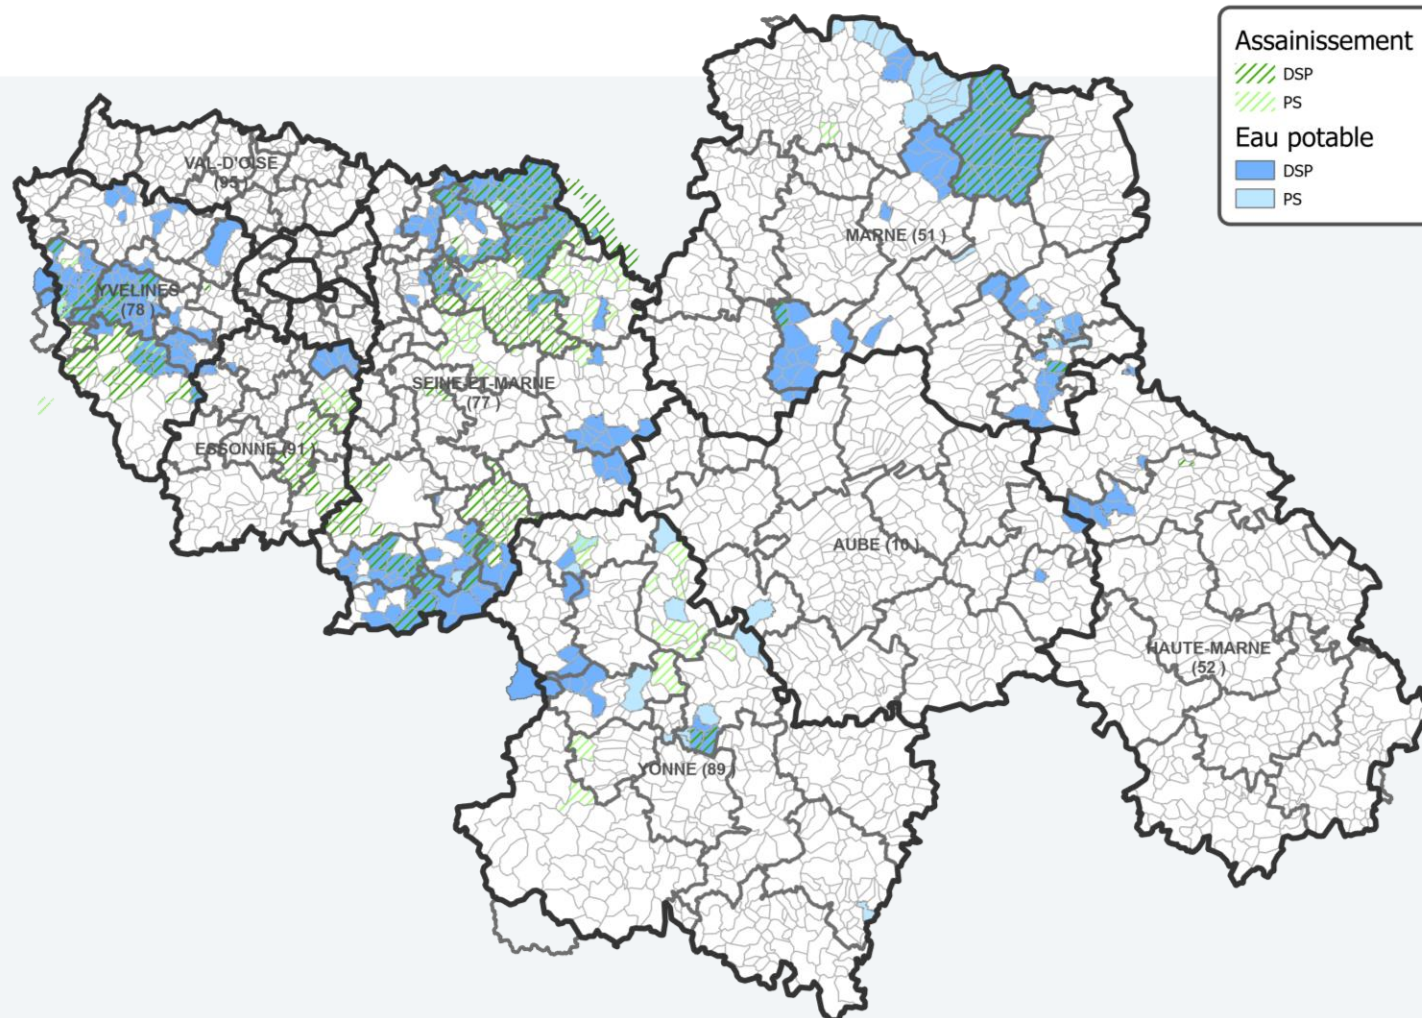 Assainissement
DSP
PS
Eau potable
DSP
PS
VAL-D'OISE
(95 )
YVELINES
(78 )
MARNE (51 )
SEINE-ET-MARNE
(77 )
ESSONNE (91 )
AUBE (10 )
HAUTE-MARNE
(52 )
YONNE (89 )